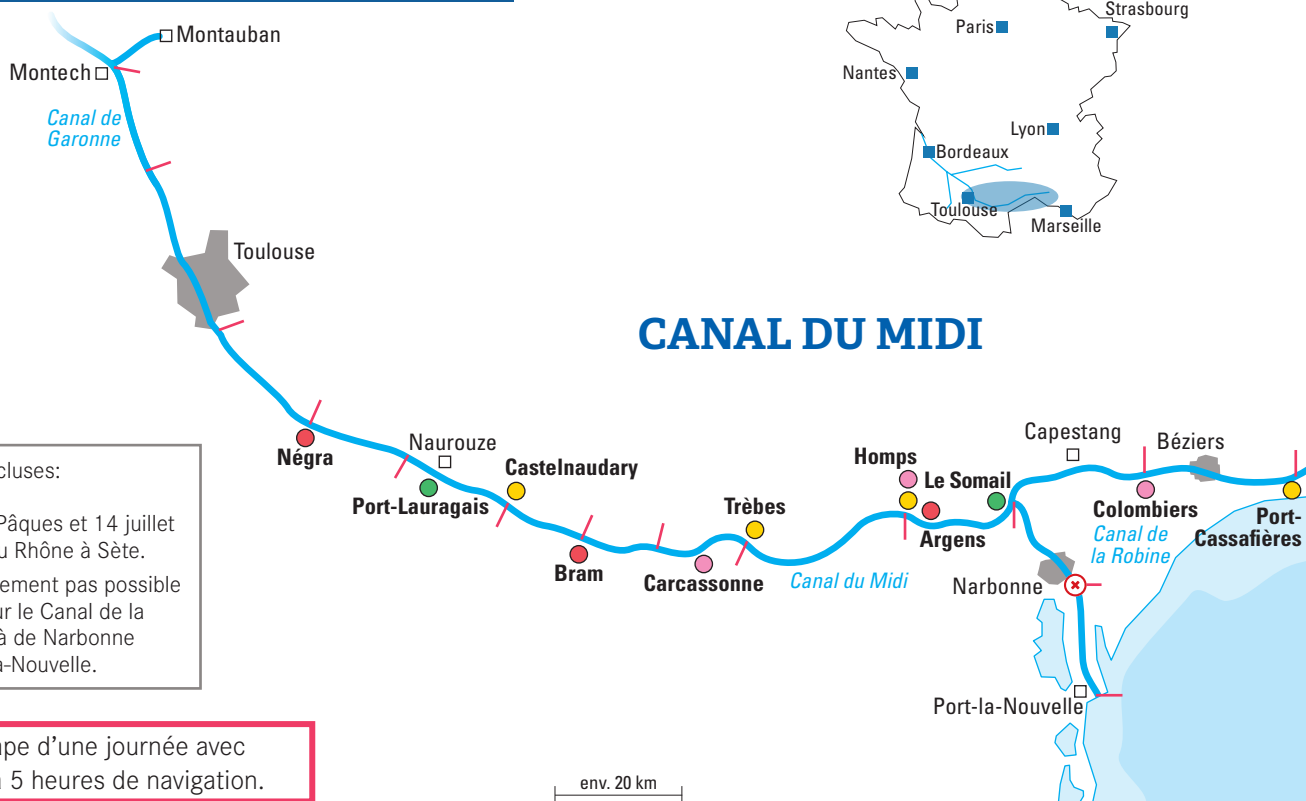 Montauban
Montech
Canal de
Garonne
Toulouse
Strasbourg
Paris
Nantes
Lyon
Bordeaux
Toulouse
Marseille
CANAL DU MIDI
Négra
Naurouze
Port-Lauragais
Castelnaudary
Bram
Carcassonne
Trèbes
Canal du Midi
Homps
Le Somail
Argens
Capestang
Béziers
Colombiers
Canal de
la Robine
Port-
Cassafières
Narbonne
Port-la-Nouvelle
cluses:
Pâques et 14 juillet
u Rhône à Sète.
ement pas possible
ur le Canal de la
à de Narbonne
a-Nouvelle.
ape d'une journée avec
à 5 heures de navigation.
env. 20 km